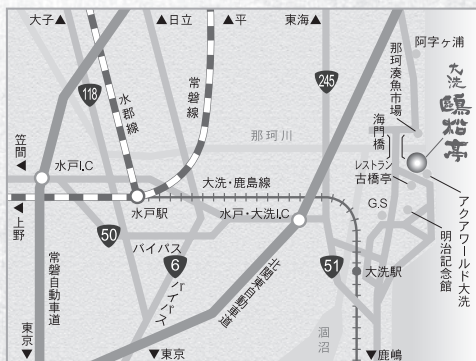 大子▲
▲日立
▲平
東海▲
阿字ヶ浦
那珂湊魚市場
大洗
鷗松亭
118
水郡線
常磐線
245
海門橋
那珂川
笠間
▲
水戸I.C
レストラン
古橋亭
大洗・鹿島線
アクアワールド大洗
▼
上野
水戸駅
水戸・大洗I.C
G.S
明治記念館
50
バイパス
6
バイパス
51
大洗駅
常磐自動車道
北関東自動車道
涸沼
東京
▼
▼東京
▼鹿嶋